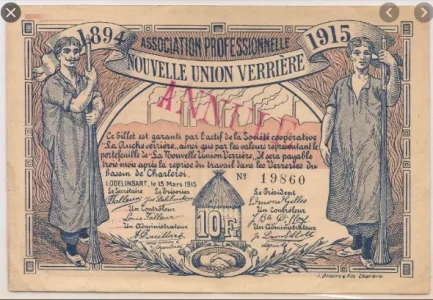 1894 1915
ASSOCIATION PROFESSIONNELLE
NOUVELLE UNION VERRIÈRE
ANNULÉ
Ce billet est garanti par l'actif de la Société coopérative
"La Ruche verrière", ainsi que par les valeurs représentant le
portefeuille de "La Nouvelle Union Verrière". Il sera payable
trois mois après la reprise du travail dans les Verreries du
bassin de Charleroi. No 19860
LODELINSART, le 15 Mars 1915
Le Secrétaire Le Trésorier Le Président
Un Contrôleur Un Contrôleur
Un Administrateur Un Administrateur
10 Fr
député
Charleroi